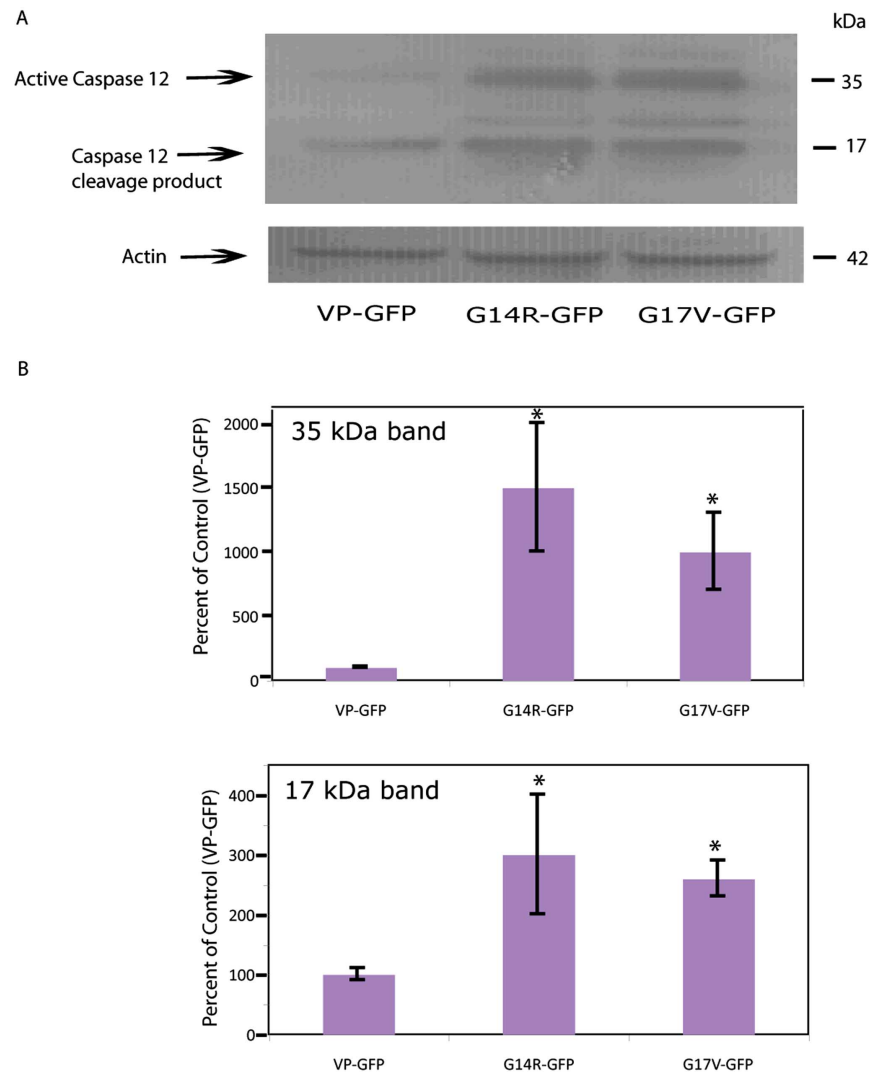 A
kDa
Active Caspase 12
35
Caspase 12
cleavage product
17
Actin
42
VP-GFP G14R-GFP G17V-GFP
B
35 kDa band
Percent of Control (VP-GFP)
2000
1500
1000
500
0
*
*
VP-GFP G14R-GFP G17V-GFP
17 kDa band
Percent of Control (VP-GFP)
400
300
200
100
0
*
*
VP-GFP G14R-GFP G17V-GFP